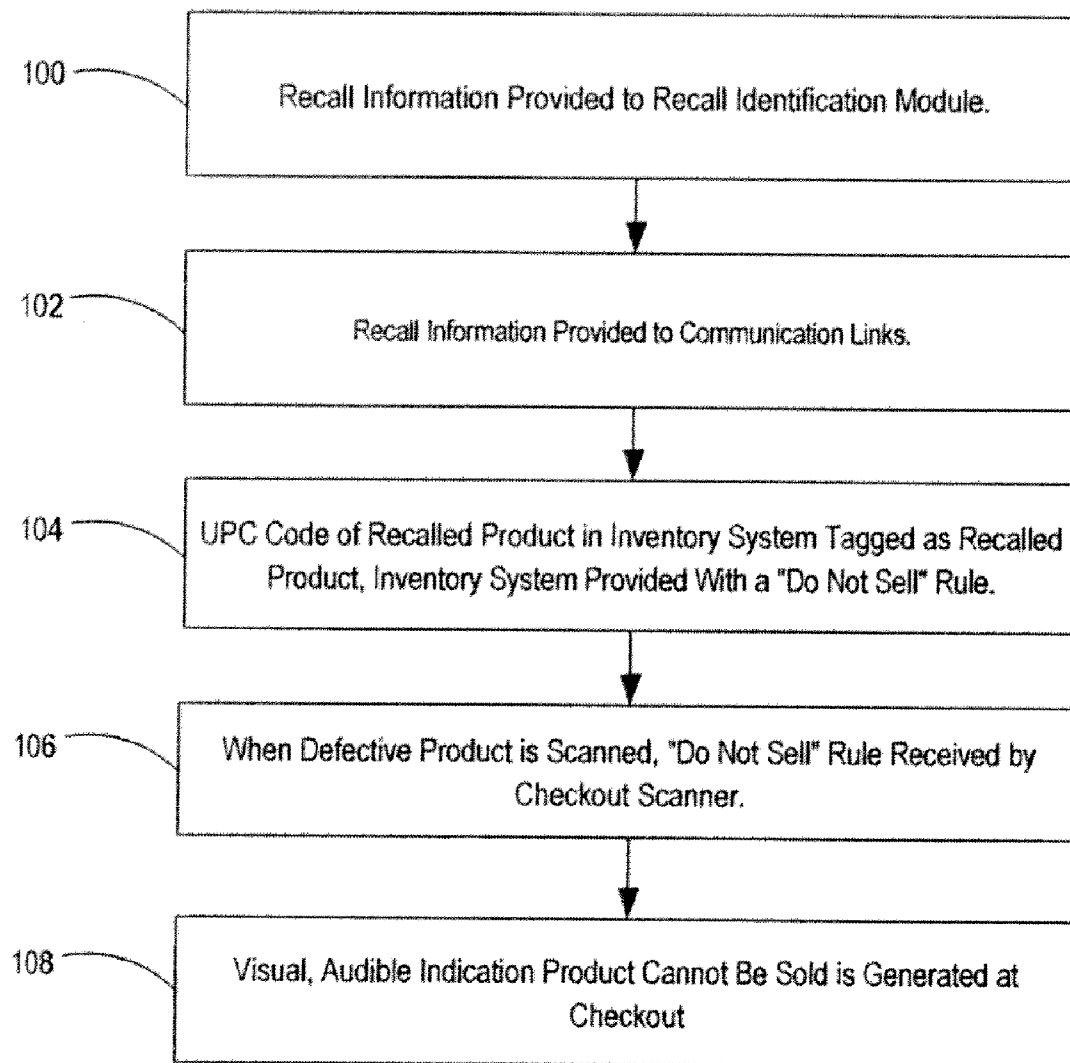 100
Recall Information Provided to Recall Identification Module.
102
Recall Information Provided to Communication Links.
104
UPC Code of Recalled Product in Inventory System Tagged as Recalled
Product, Inventory System Provided With a "Do Not Sell" Rule.
106
When Defective Product is Scanned, "Do Not Sell" Rule Received by
Checkout Scanner.
108
Visual, Audible Indication Product Cannot Be Sold is Generated at
Checkout